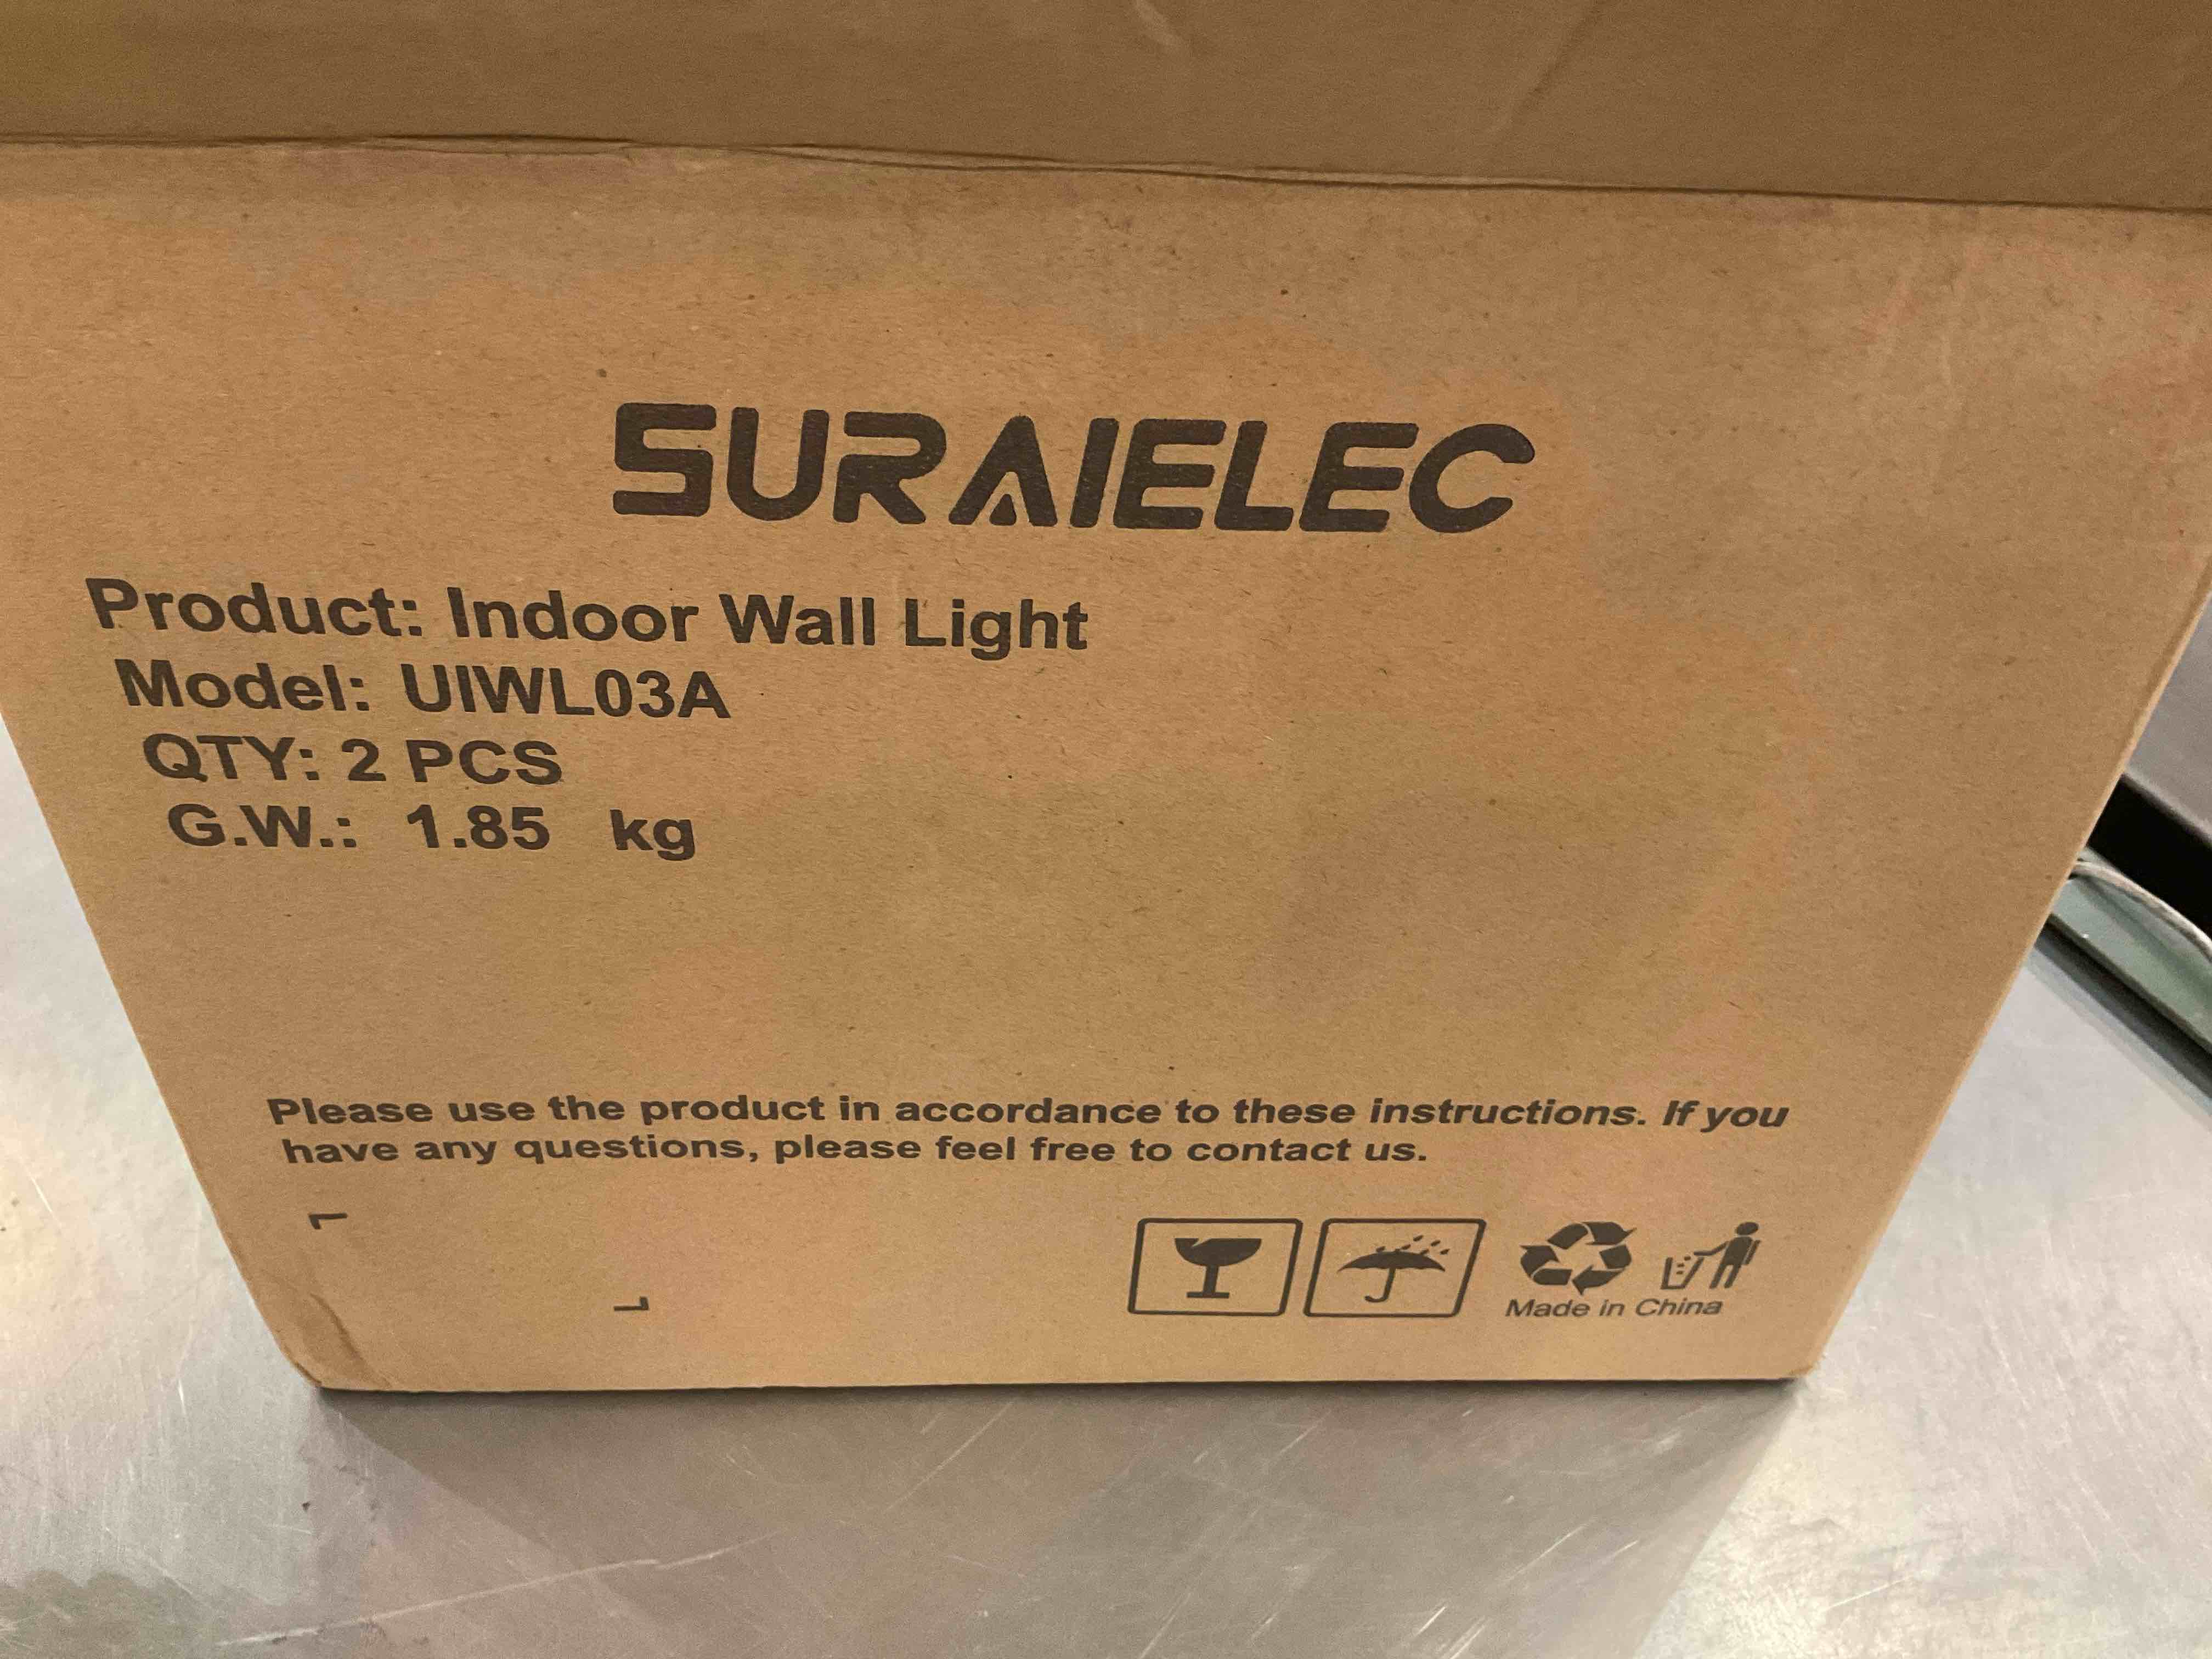 SURAIELEC
Product: Indoor Wall Light
Model: UIWL03A
QTY: 2 PCS
G.W.: 1.85 kg
Please use the product in accordance to these instructions. If you
have any questions, please feel free to contact us.
Made in China